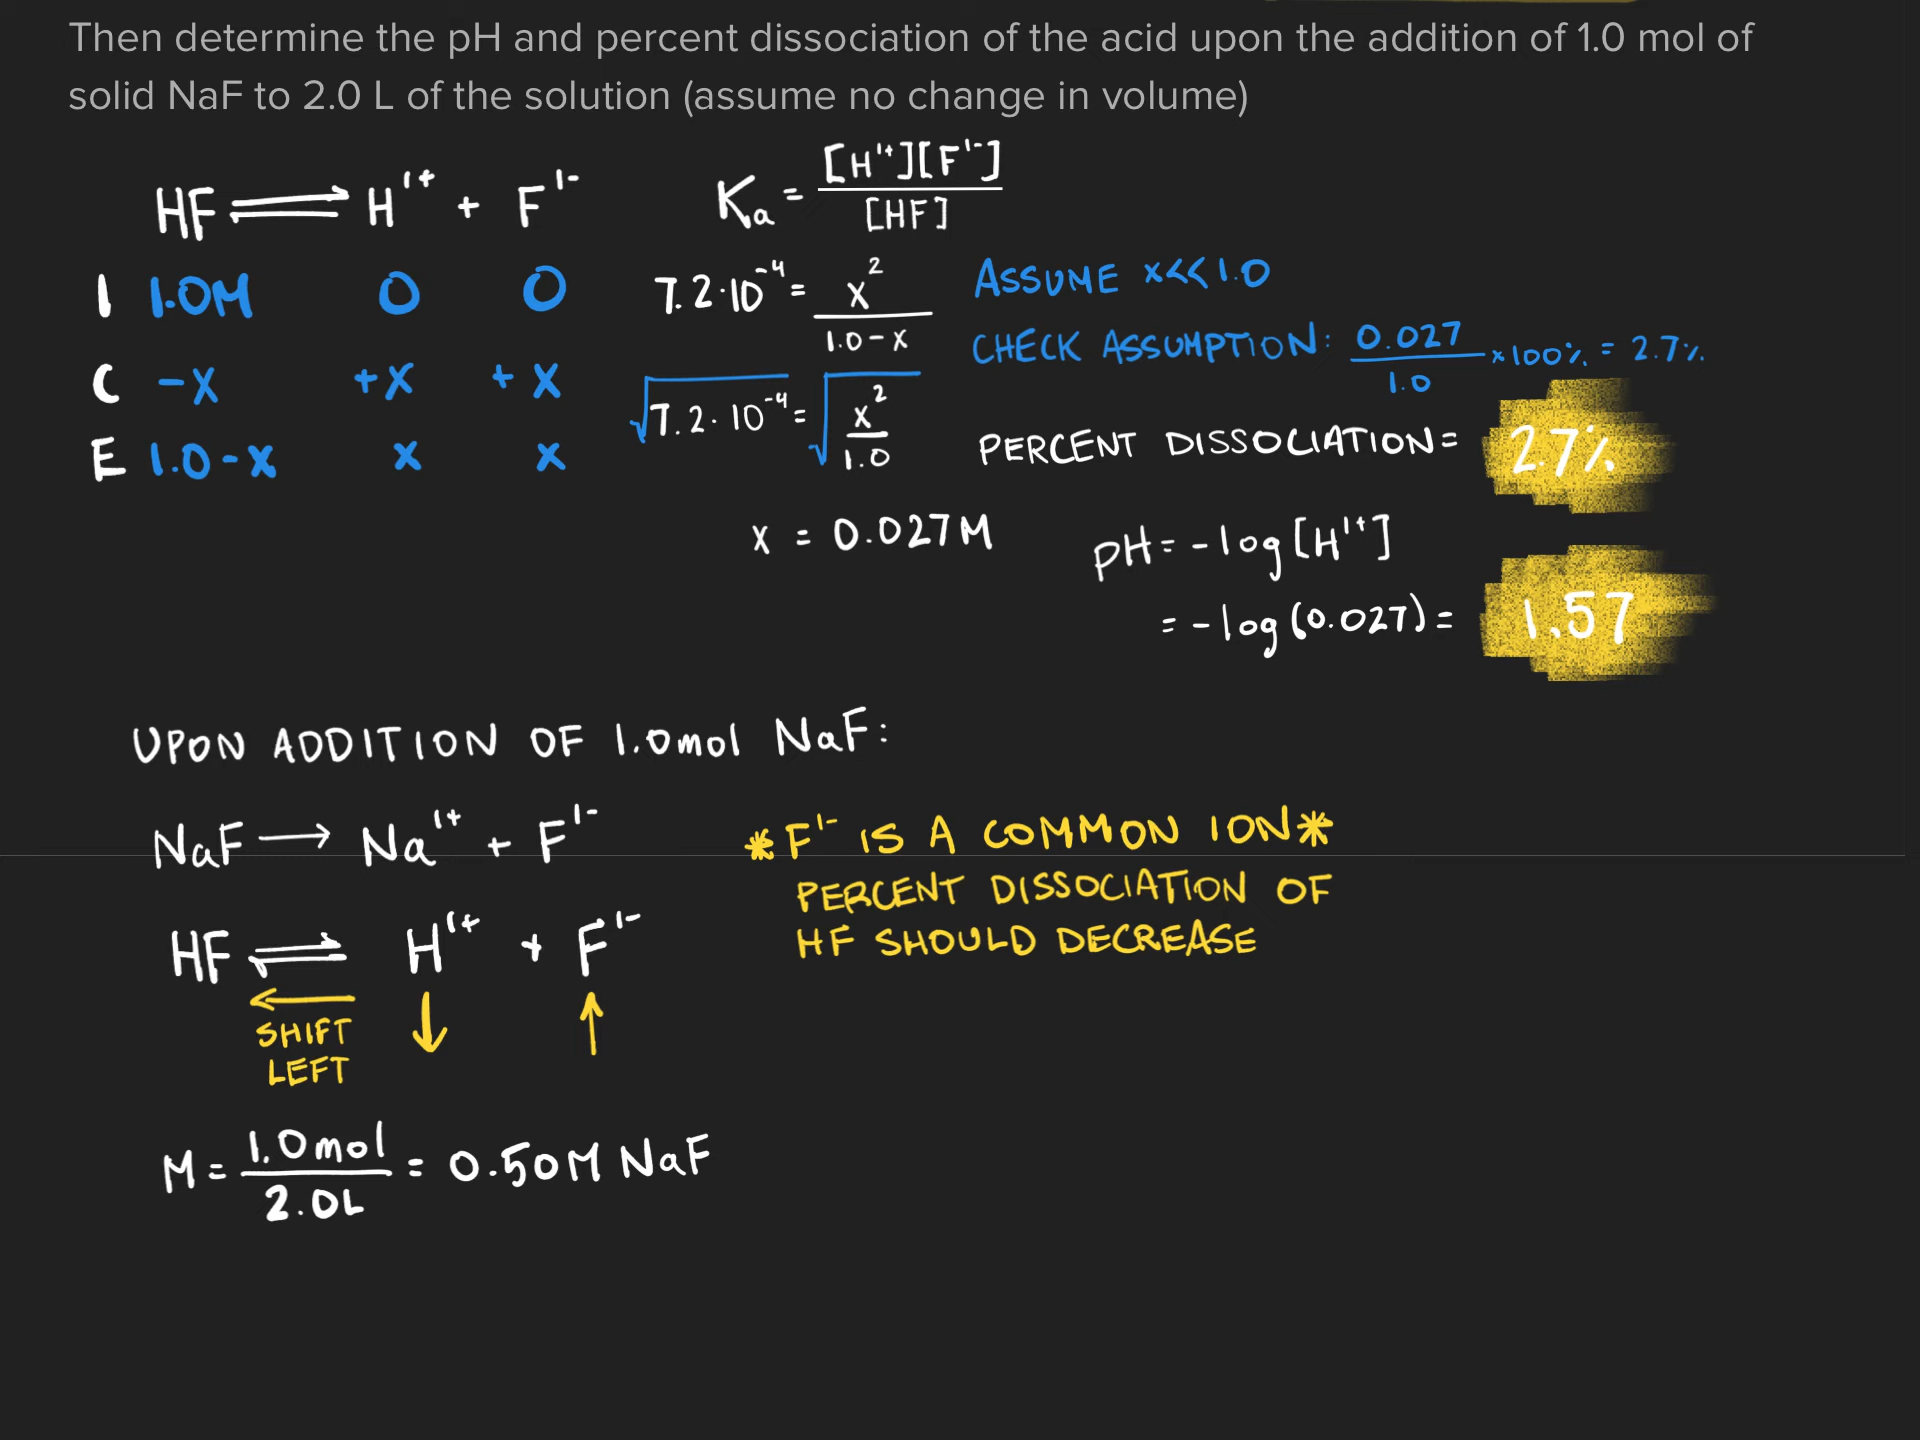 Then determine the pH and percent dissociation of the acid upon the addition of 1.0 mol of
solid NaF to 2.0 L of the solution (assume no change in volume)
HF ⇌ H¹⁺ + F¹⁻
I 1.0M 0 0
C -x +x +x
E 1.0-x x x
Ka = [H¹⁺][F¹⁻] / [HF]
7.2·10⁻⁴ = x² / 1.0-x
√7.2·10⁻⁴ = √x²/1.0
x = 0.027M
ASSUME x<<1.0
CHECK ASSUMPTION: 0.027 / 1.0 x100% = 2.7%
PERCENT DISSOCIATION = 2.7%
pH = -log[H¹⁺]
= -log(0.027) = 1.57
UPON ADDITION OF 1.0mol NaF:
NaF → Na¹⁺ + F¹⁻
HF ⇌ H¹⁺ + F¹⁻
← ↓ ↑
SHIFT
LEFT
*F¹⁻ IS A COMMON ION*
PERCENT DISSOCIATION OF
HF SHOULD DECREASE
M = 1.0mol / 2.0L = 0.50M NaF